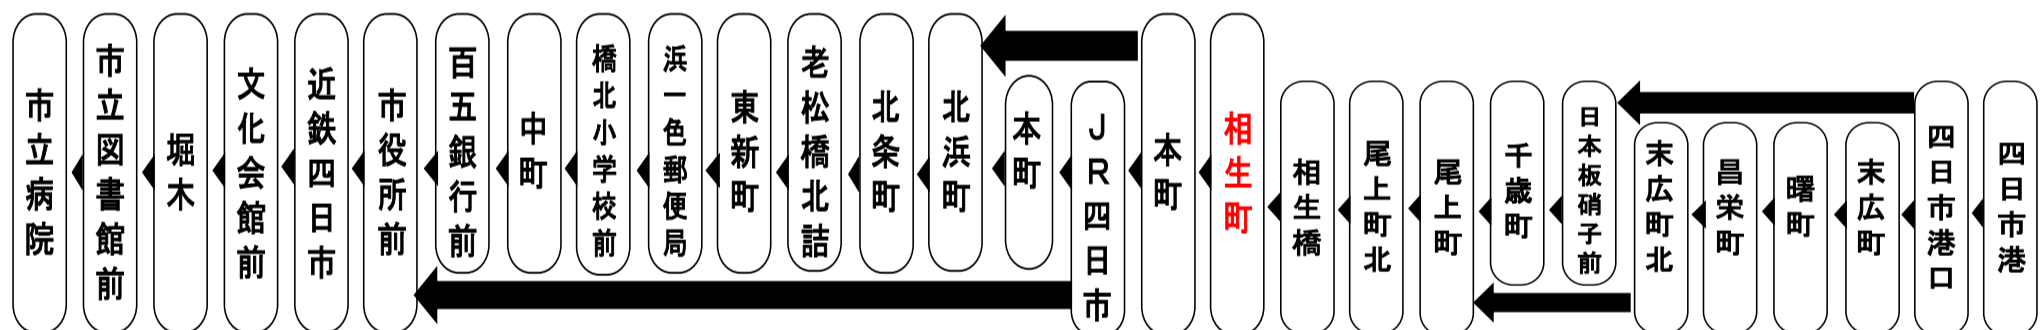 市立病院
市立図書館前
堀木
文化会館前
近鉄四日市
市役所前
百五銀行前
中町
橋北小学校前
浜一色郵便局
東新町
老松橋北詰
北条町
北浜町
本町
JR四日市
本町
相生町
相生橋
尾上町北
尾上町
千歳町
日本板硝子前
末広町北
昌栄町
曙町
末広町
四日市港口
四日市港